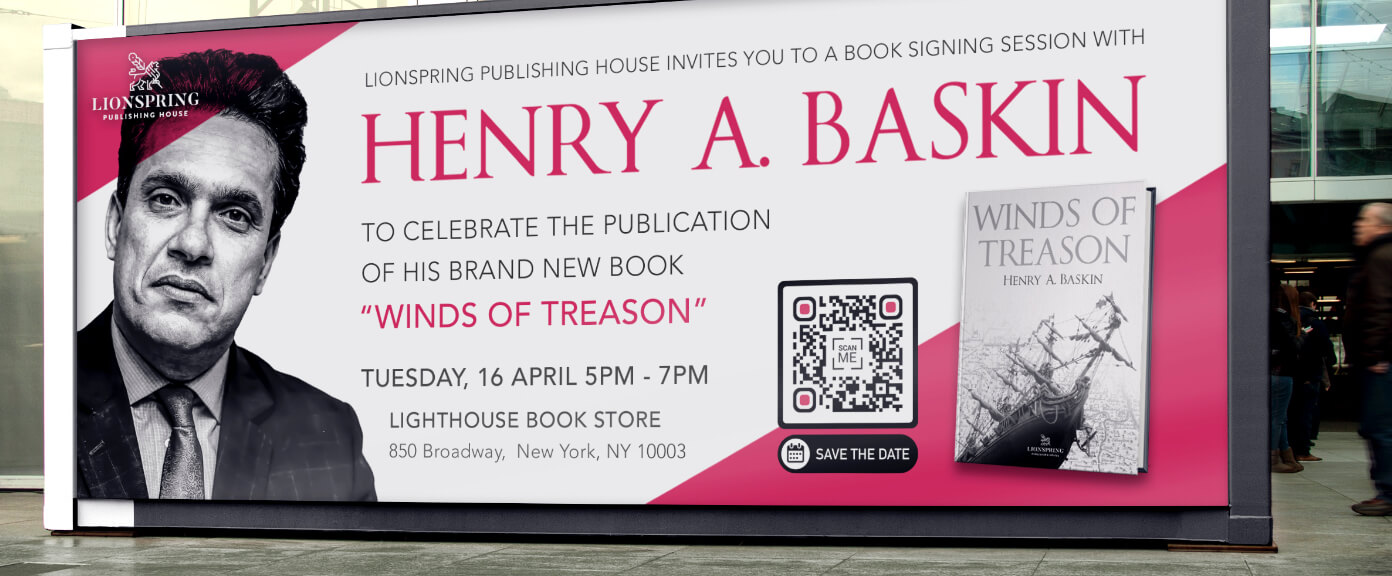 LIONSPRING
PUBLISHING HOUSE
LIONSPRING PUBLISHING HOUSE INVITES YOU TO A BOOK SIGNING SESSION WITH
HENRY A. BASKIN
TO CELEBRATE THE PUBLICATION
OF HIS BRAND NEW BOOK
“WINDS OF TREASON”
TUESDAY, 16 APRIL 5PM - 7PM
LIGHTHOUSE BOOK STORE
850 Broadway, New York, NY 10003
SCAN
ME
SAVE THE DATE
WINDS OF
TREASON
HENRY A. BASKIN
LIONSPRING
PUBLISHING HOUSE